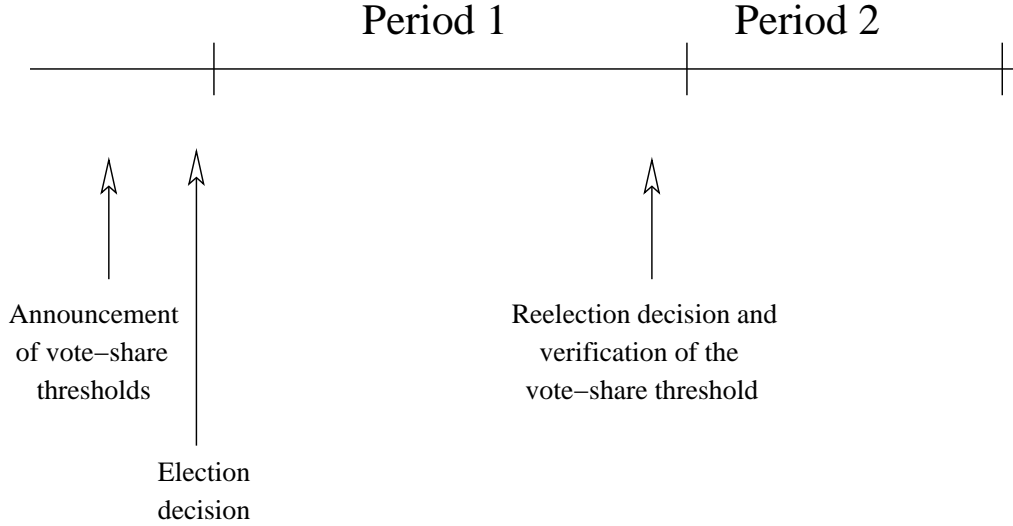 Period 1
Period 2
Announcement
of vote−share
thresholds
Election
decision
Reelection decision and
verification of the
vote−share threshold